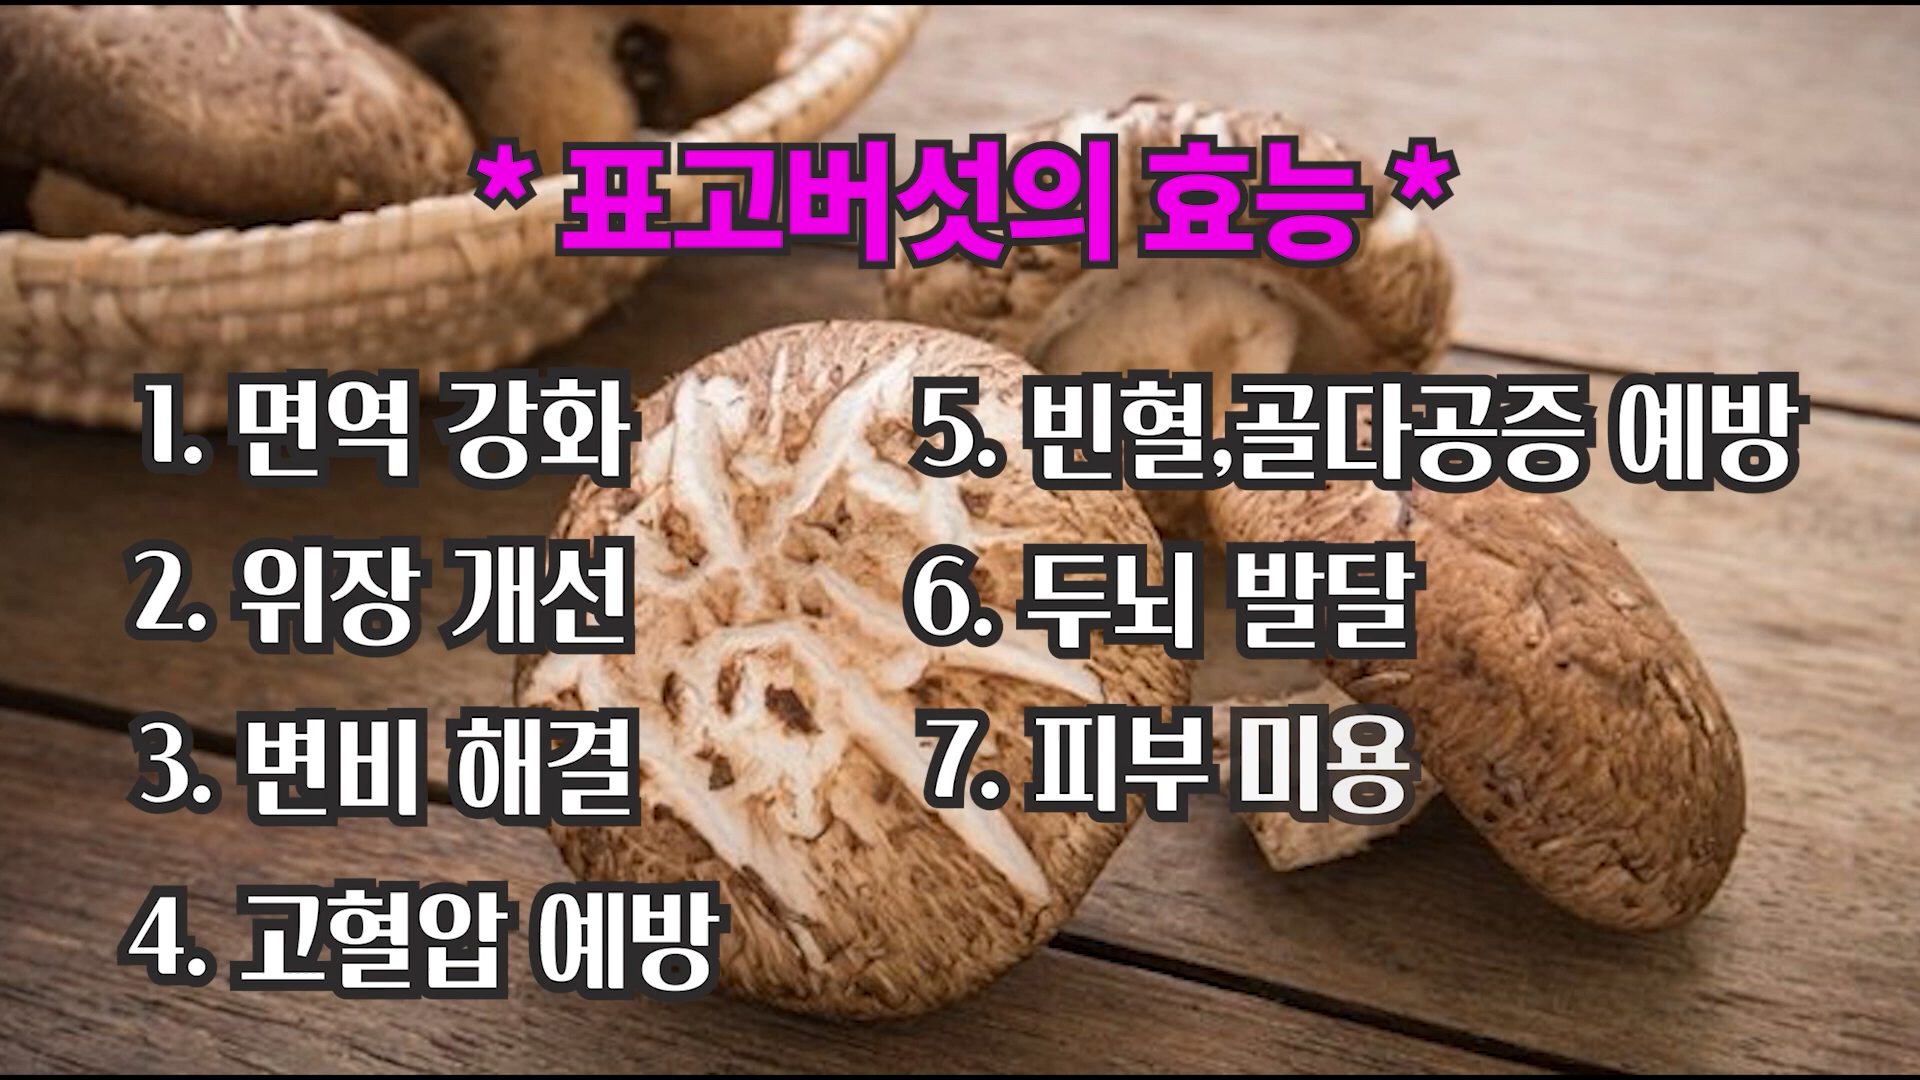 * 표고버섯의 효능 *
1. 면역 강화
2. 위장 개선
3. 변비 해결
4. 고혈압 예방
5. 빈혈,골다공증 예방
6. 두뇌 발달
7. 피부 미용